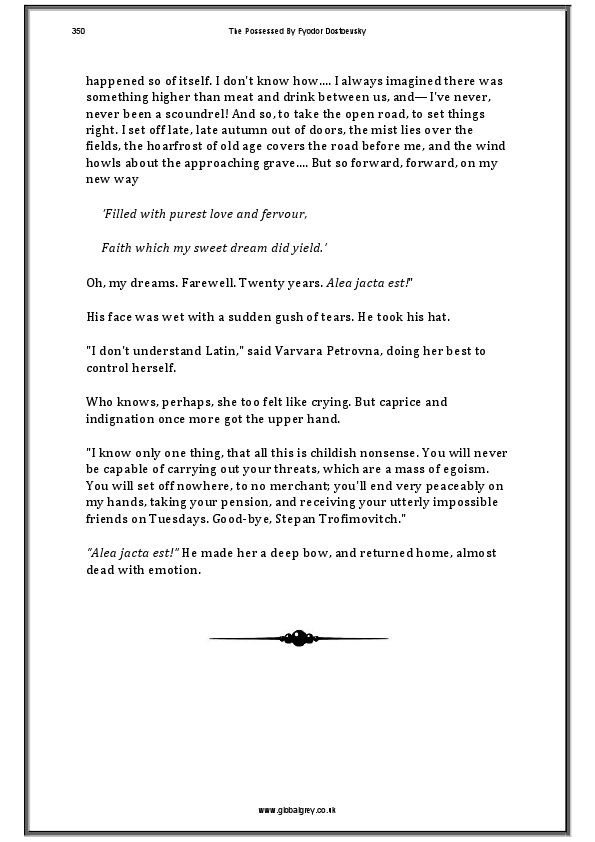 350
The Possessed By Fyodor Dostoevsky
happened so of itself. I don't know how.... I always imagined there was
something higher than meat and drink between us, and—I've never,
never been a scoundrel! And so, to take the open road, to set things
right. I set off late, late autumn out of doors, the mist lies over the
fields, the hoarfrost of old age covers the road before me, and the wind
howls about the approaching grave.... But so forward, forward, on my
new way
'Filled with purest love and fervour,
Faith which my sweet dream did yield.'
Oh, my dreams. Farewell. Twenty years. Alea jacta est!"
His face was wet with a sudden gush of tears. He took his hat.
"I don't understand Latin," said Varvara Petrovna, doing her best to
control herself.
Who knows, perhaps, she too felt like crying. But caprice and
indignation once more got the upper hand.
"I know only one thing, that all this is childish nonsense. You will never
be capable of carrying out your threats, which are a mass of egoism.
You will set off nowhere, to no merchant; you'll end very peaceably on
my hands, taking your pension, and receiving your utterly impossible
friends on Tuesdays. Good-bye, Stepan Trofimovitch."
"Alea jacta est!" He made her a deep bow, and returned home, almost
dead with emotion.
www.globalgrey.co.uk